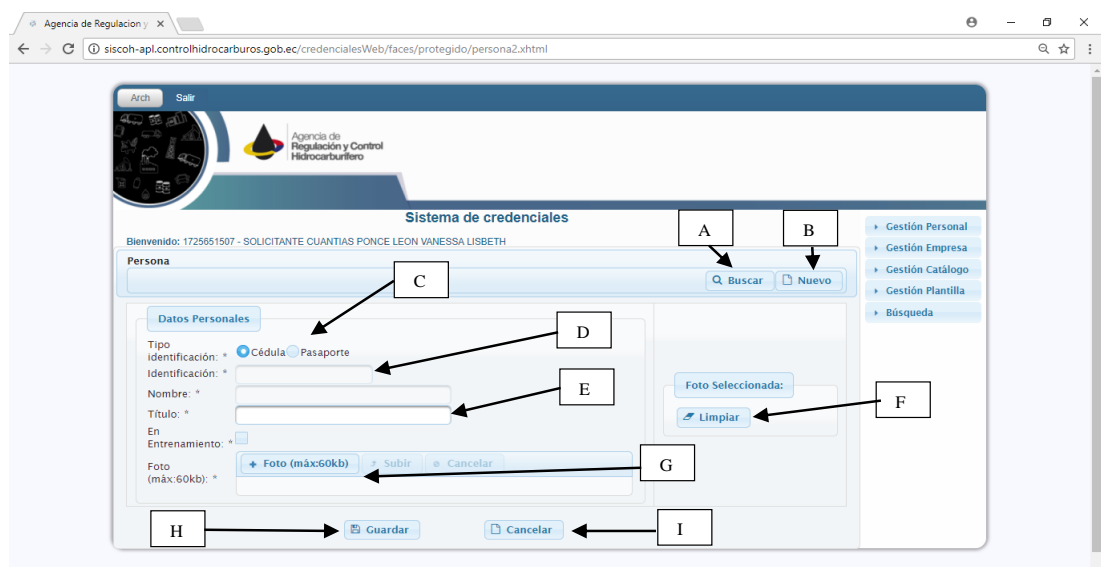 Agencia de Regulacion y
siscoh-apl.controlhidrocarburos.gob.ec/credencialesWeb/faces/protegido/persona2.xhtml
Arch Salir
Agencia de
Regulación y Control
Hidrocarburífero
Sistema de credenciales
Bienvenido: 1725651507 - SOLICITANTE CUANTIAS PONCE LEON VANESSA LISBETH
A
B
Gestión Personal
Gestión Empresa
Gestión Catálogo
Gestión Plantilla
Búsqueda
Persona
C
Buscar Nuevo
Datos Personales
D
Tipo
identificación: * Cédula Pasaporte
Identificación: *
Nombre: *
E
Título: *
En
Entrenamiento: *
Foto
(máx:60kb): *
+ Foto (máx:60kb) Subir Cancelar
Foto Seleccionada:
Limpiar
F
G
H
Guardar
Cancelar
I